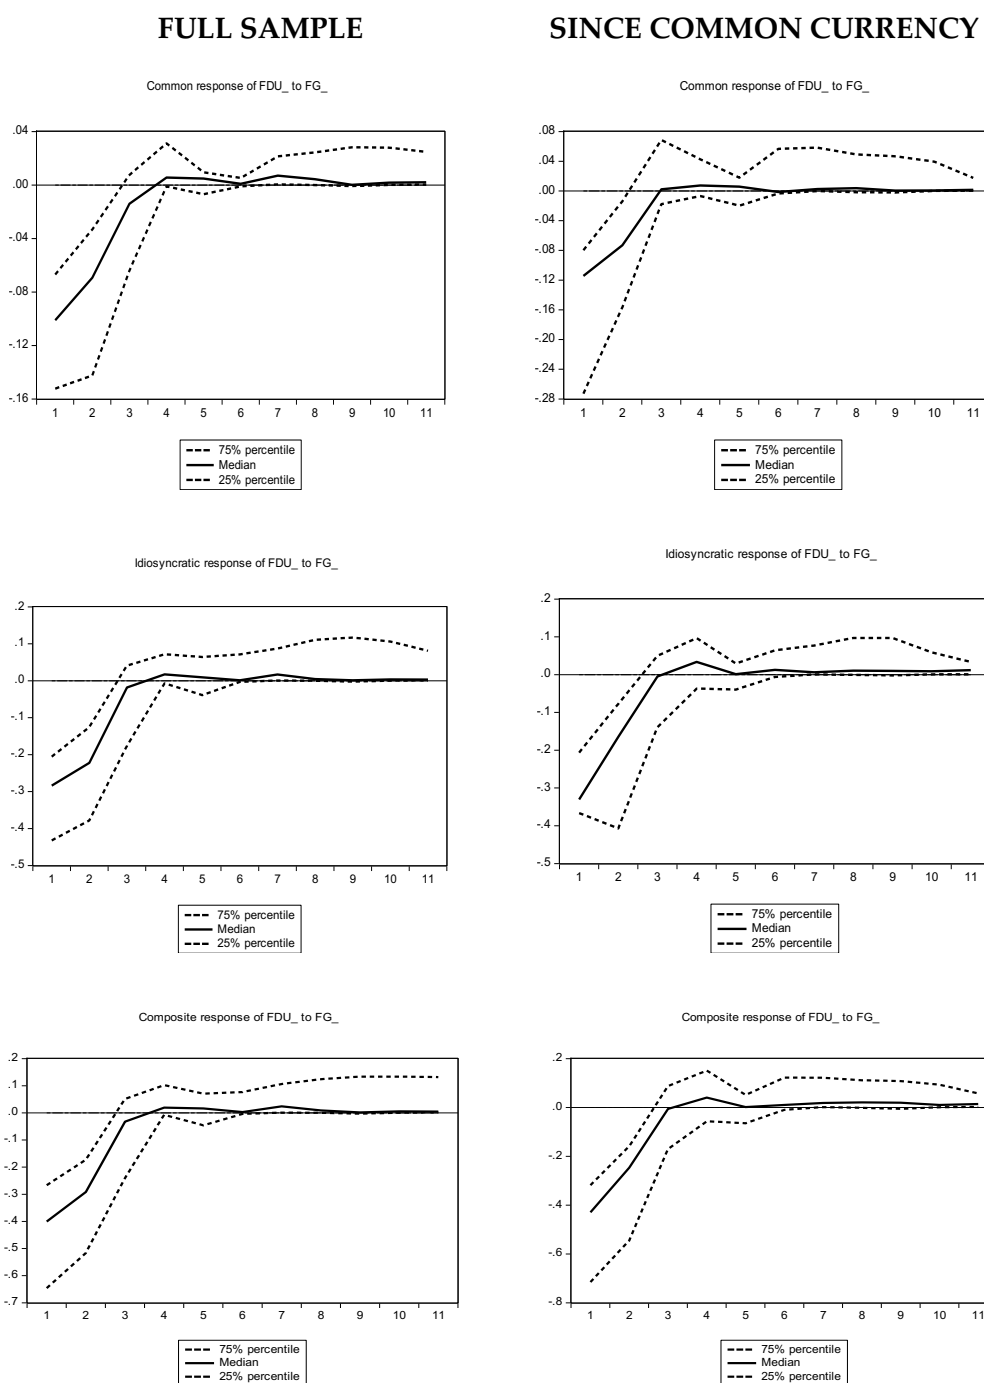 FULL SAMPLE
SINCE COMMON CURRENCY
Common response of FDU_ to FG_
.04
.00
-.04
-.08
-.12
-.16
1 2 3 4 5 6 7 8 9 10 11
75% percentile
Median
25% percentile
Common response of FDU_ to FG_
.08
.04
.00
-.04
-.08
-.12
-.16
-.20
-.24
-.28
1 2 3 4 5 6 7 8 9 10 11
75% percentile
Median
25% percentile
Idiosyncratic response of FDU_ to FG_
.2
.1
.0
-.1
-.2
-.3
-.4
-.5
1 2 3 4 5 6 7 8 9 10 11
75% percentile
Median
25% percentile
Idiosyncratic response of FDU_ to FG_
.2
.1
.0
-.1
-.2
-.3
-.4
-.5
1 2 3 4 5 6 7 8 9 10 11
75% percentile
Median
25% percentile
Composite response of FDU_ to FG_
.2
.1
.0
-.1
-.2
-.3
-.4
-.5
-.6
-.7
1 2 3 4 5 6 7 8 9 10 11
75% percentile
Median
25% percentile
Composite response of FDU_ to FG_
.2
.0
-.2
-.4
-.6
-.8
1 2 3 4 5 6 7 8 9 10 11
75% percentile
Median
25% percentile